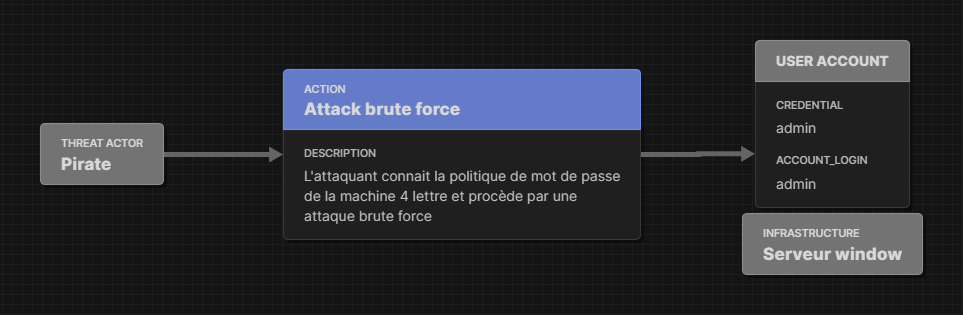 THREAT ACTOR
Pirate
ACTION
Attack brute force
DESCRIPTION
L'attaquant connait la politique de mot de passe
de la machine 4 lettre et procède par une
attaque brute force
USER ACCOUNT
CREDENTIAL
admin
ACCOUNT_LOGIN
admin
INFRASTRUCTURE
Serveur window